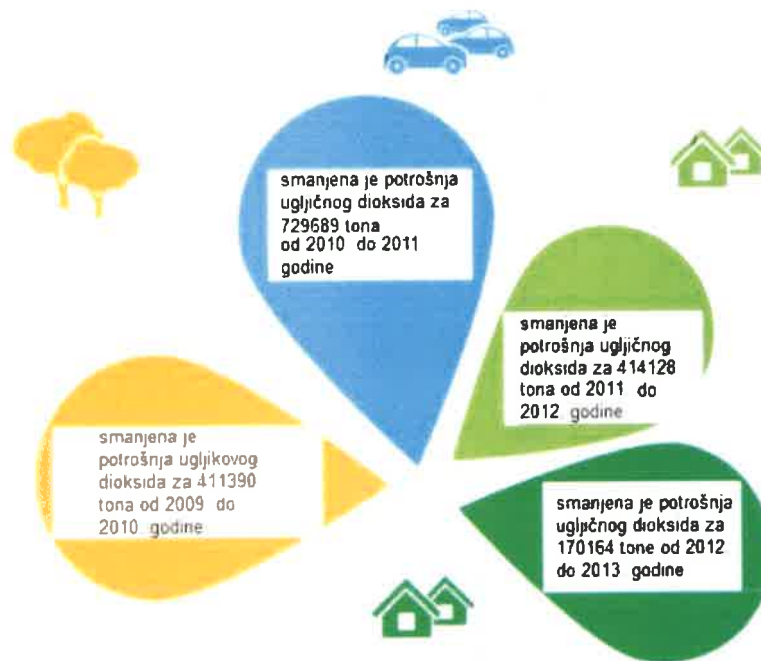 smanjena je potrošnja
ugljičnog dioksida za
729689 tona
od 2010 do 2011
godine
smanjena je
potrošnja ugljičnog
dioksida za 414128
tona od 2011 do
2012. godine
smanjena je
potrošnja ugljikovog
dioksida za 411390
tona od 2009 do
2010. godine
smanjena je potrošnja
ugljičnog dioksida za
170164 tone od 2012
do 2013 godine